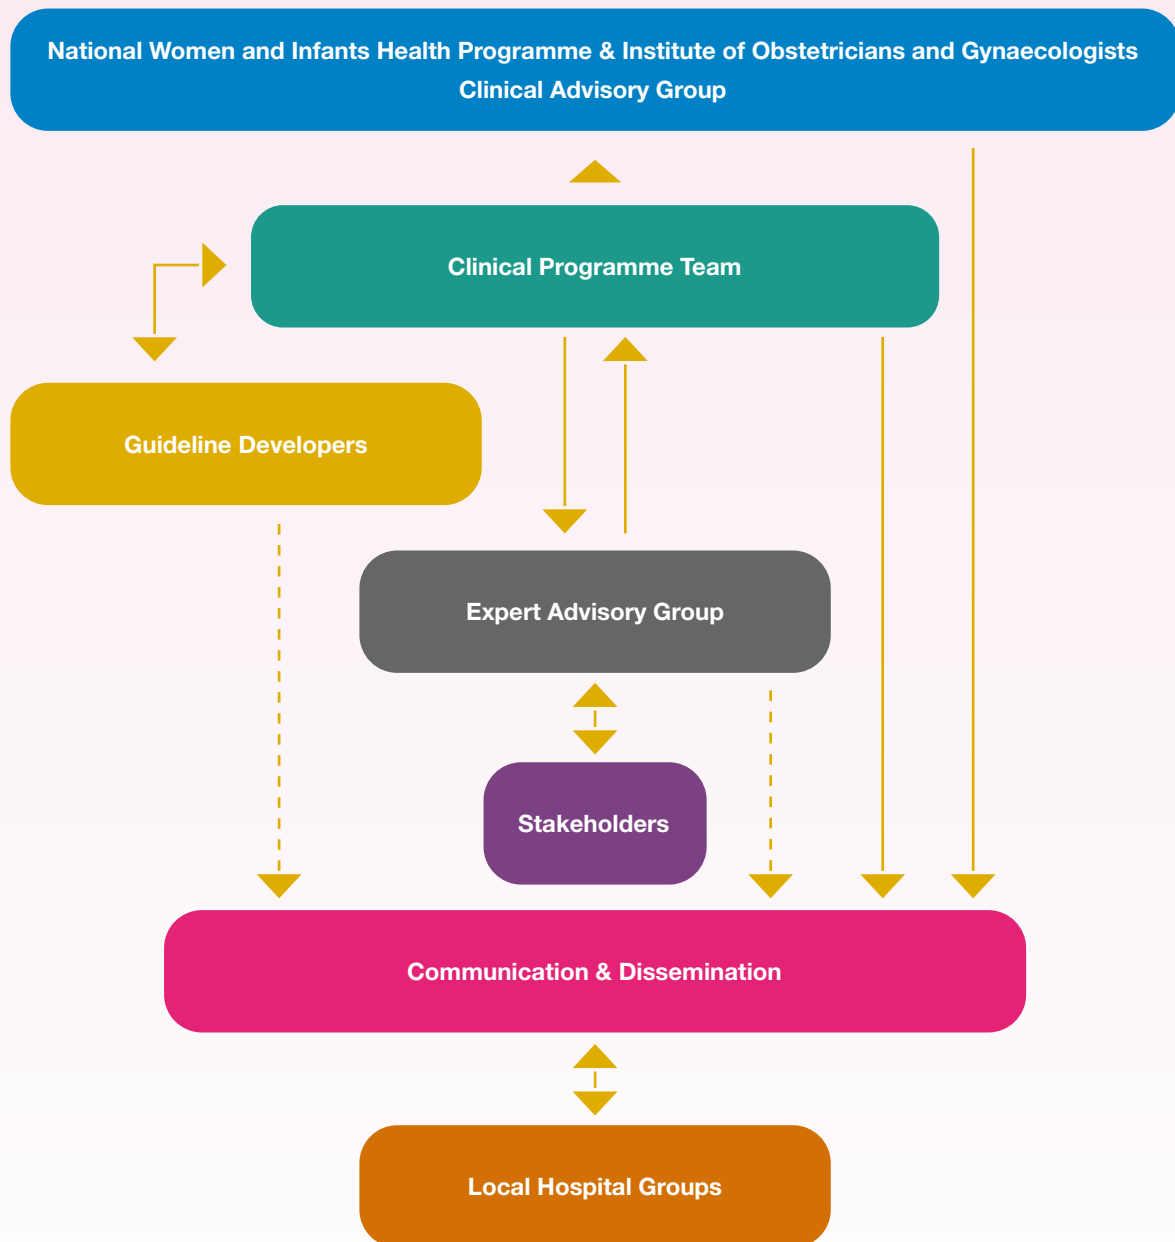 National Women and Infants Health Programme & Institute of Obstetricians and Gynaecologists
Clinical Advisory Group
Clinical Programme Team
Guideline Developers
Expert Advisory Group
Stakeholders
Communication & Dissemination
Local Hospital Groups